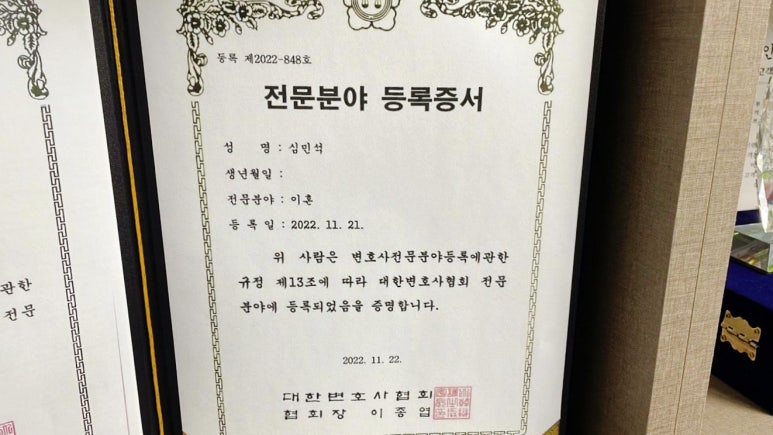 등록 제2022-848호
전문분야 등록증서
성 명 : 심민석
생년월일 :
전문분야 : 이혼
등 록 일 : 2022. 11. 21.
위 사람은 변호사전문분야등록에관한
규정 제13조에 따라 대한변호사협회 전문
분야에 등록되었음을 증명합니다.
2022. 11. 22.
대한변호사협회
협회장 이종엽
관한
전문